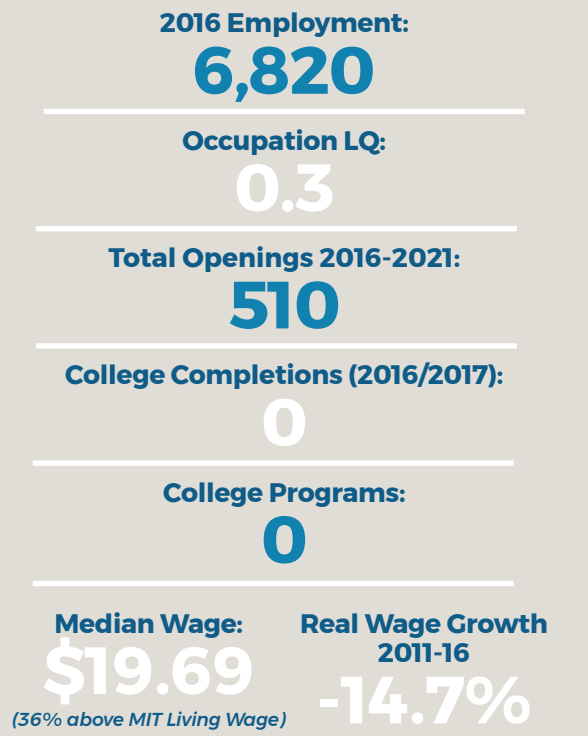 2016 Employment:
6,820
Occupation LQ:
0.3
Total Openings 2016-2021:
510
College Completions (2016/2017):
0
College Programs:
0
Median Wage:
$19.69
(36% above MIT Living Wage)
Real Wage Growth
2011-16
-14.7%